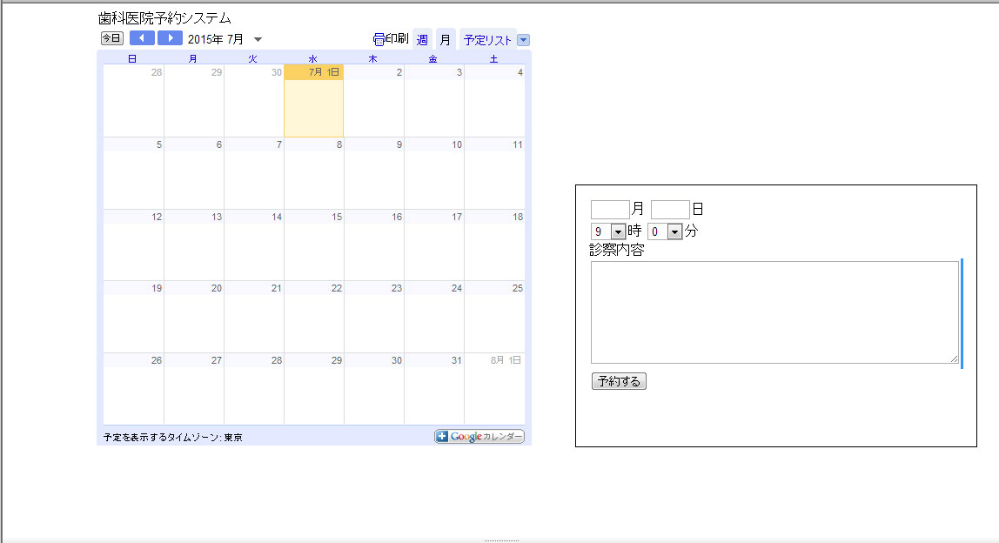 歯科医院予約システム
今日 2015年 7月 印刷 週 月 予定リスト
日 月 火 水 木 金 土
28 29 30 7月 1日 2 3 4
5 6 7 8 9 10 11
12 13 14 15 16 17 18
19 20 21 22 23 24 25
26 27 28 29 30 31 8月 1日
予定を表示するタイムゾーン: 東京 Google カレンダー
月 日
9 時 0 分
診察内容
予約する